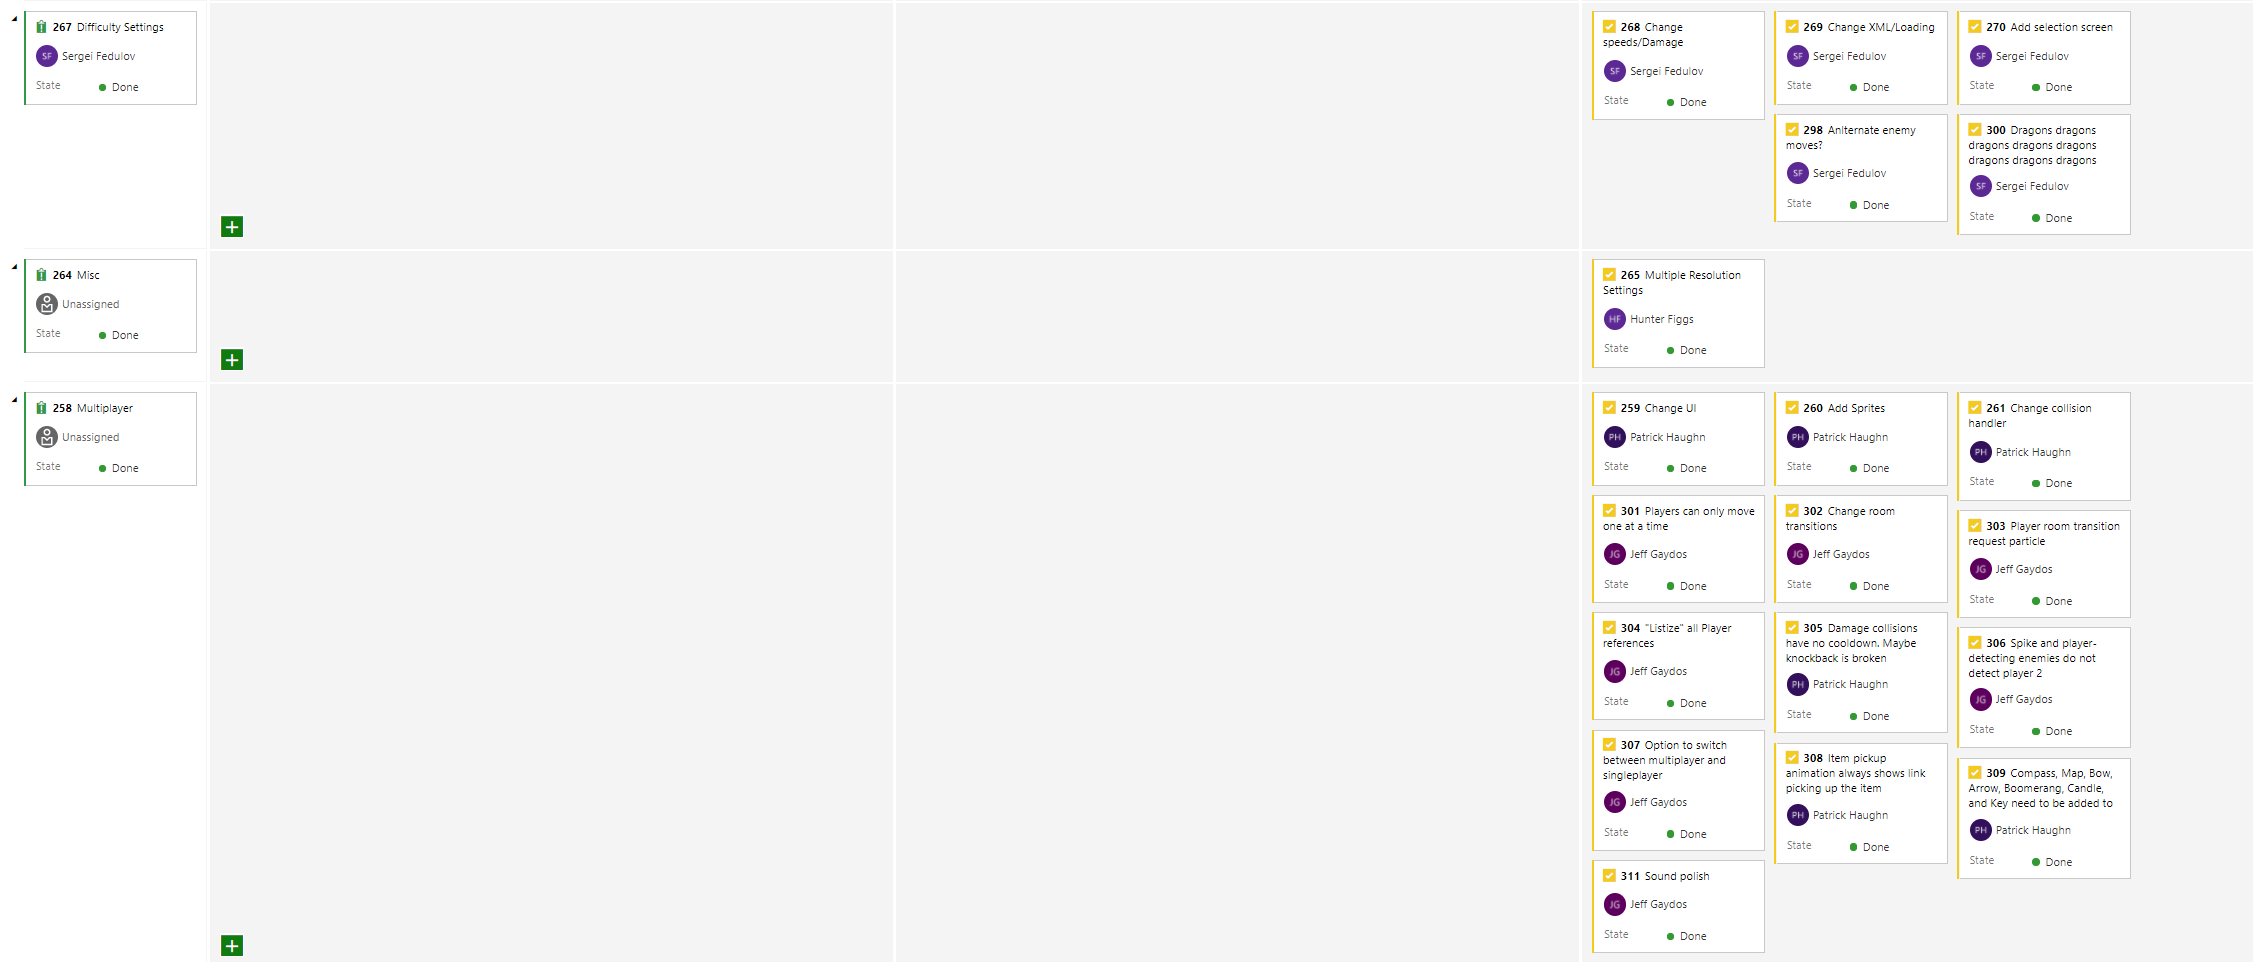 267 Difficulty Settings
SF Sergei Fedulov
State Done
268 Change
speeds/Damage
SF Sergei Fedulov
State Done
269 Change XML/Loading
SF Sergei Fedulov
State Done
270 Add selection screen
SF Sergei Fedulov
State Done
298 Anlternate enemy
moves?
SF Sergei Fedulov
State Done
300 Dragons dragons
dragons dragons dragons
dragons dragons dragons
SF Sergei Fedulov
State Done
264 Misc
Unassigned
State Done
265 Multiple Resolution
Settings
HF Hunter Figgs
State Done
258 Multiplayer
Unassigned
State Done
259 Change UI
PH Patrick Haughn
State Done
260 Add Sprites
PH Patrick Haughn
State Done
261 Change collision
handler
PH Patrick Haughn
State Done
301 Players can only move
one at a time
JG Jeff Gaydos
State Done
302 Change room
transitions
JG Jeff Gaydos
State Done
303 Player room transition
request particle
JG Jeff Gaydos
State Done
304 "Listize" all Player
references
JG Jeff Gaydos
State Done
305 Damage collisions
have no cooldown. Maybe
knockback is broken
PH Patrick Haughn
State Done
306 Spike and player-
detecting enemies do not
detect player 2
JG Jeff Gaydos
State Done
307 Option to switch
between multiplayer and
singleplayer
JG Jeff Gaydos
State Done
308 Item pickup
animation always shows link
picking up the item
PH Patrick Haughn
State Done
309 Compass, Map, Bow,
Arrow, Boomerang, Candle,
and Key need to be added to
PH Patrick Haughn
State Done
311 Sound polish
JG Jeff Gaydos
State Done